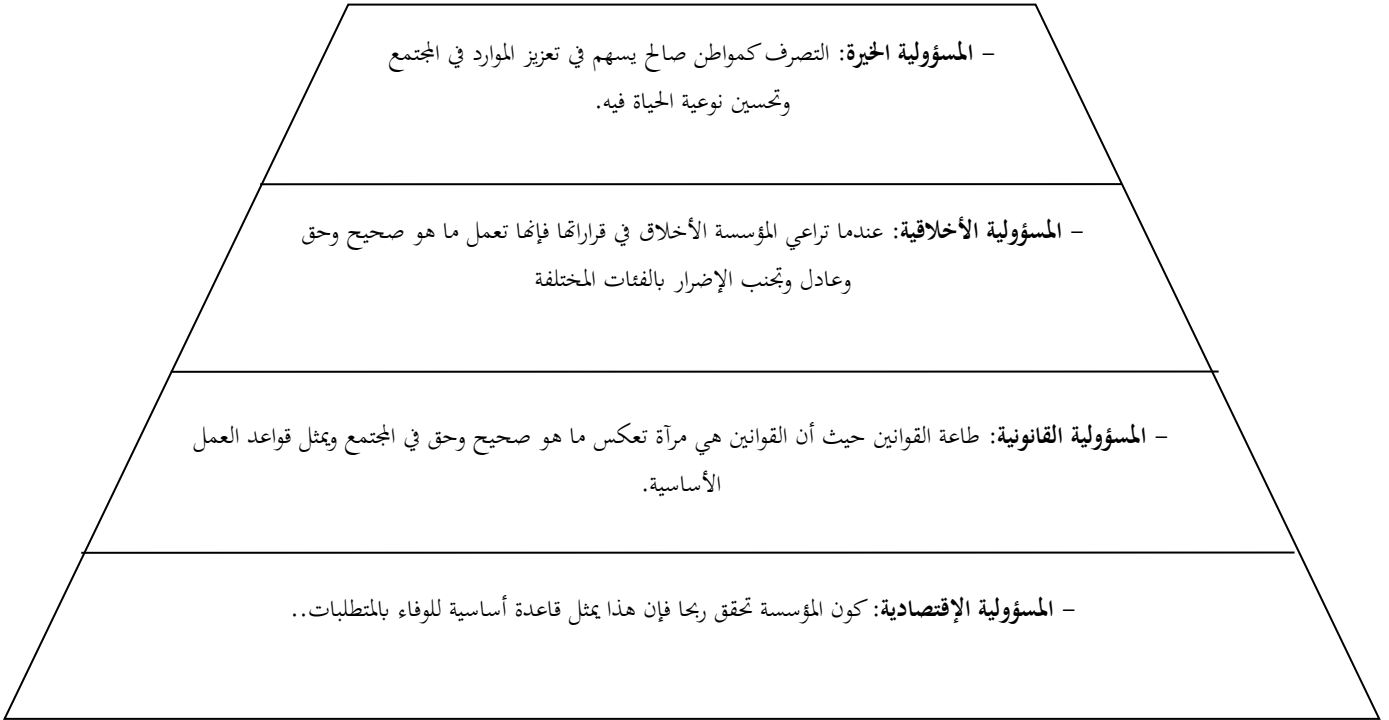 – المسؤولية الخيرة: التصرف كمواطن صالح يسهم في تعزيز الموارد في المجتمع
وتحسين نوعية الحياة فيه.
– المسؤولية الأخلاقية: عندما تراعي المؤسسة الأخلاق في قراراتها فإنها تعمل ما هو صحيح وحق
وعادل وتجنب الإضرار بالفئات المختلفة
– المسؤولية القانونية: طاعة القوانين حيث أن القوانين هي مرآة تعكس ما هو صحيح وحق في المجتمع ويمثل قواعد العمل
الأساسية.
– المسؤولية الإقتصادية: كون المؤسسة تحقق ربحا فإن هذا يمثل قاعدة أساسية للوفاء بالمتطلبات..